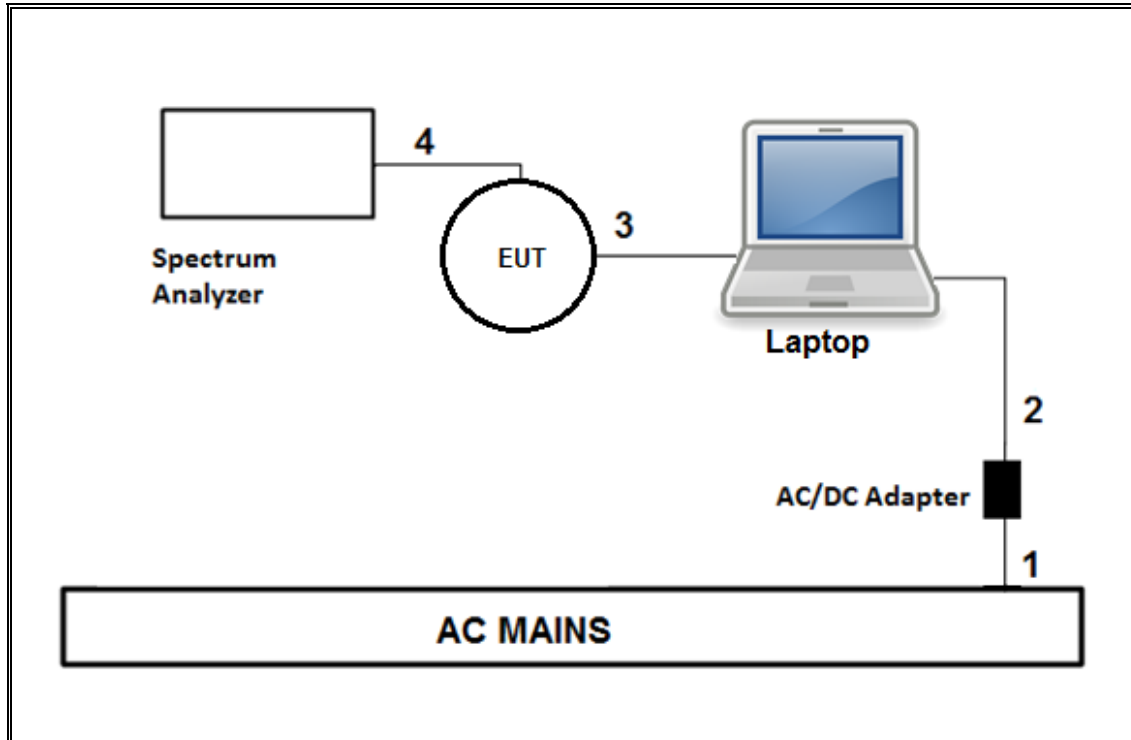 4
3
EUT
Spectrum
Analyzer
Laptop
2
AC/DC Adapter
1
AC MAINS